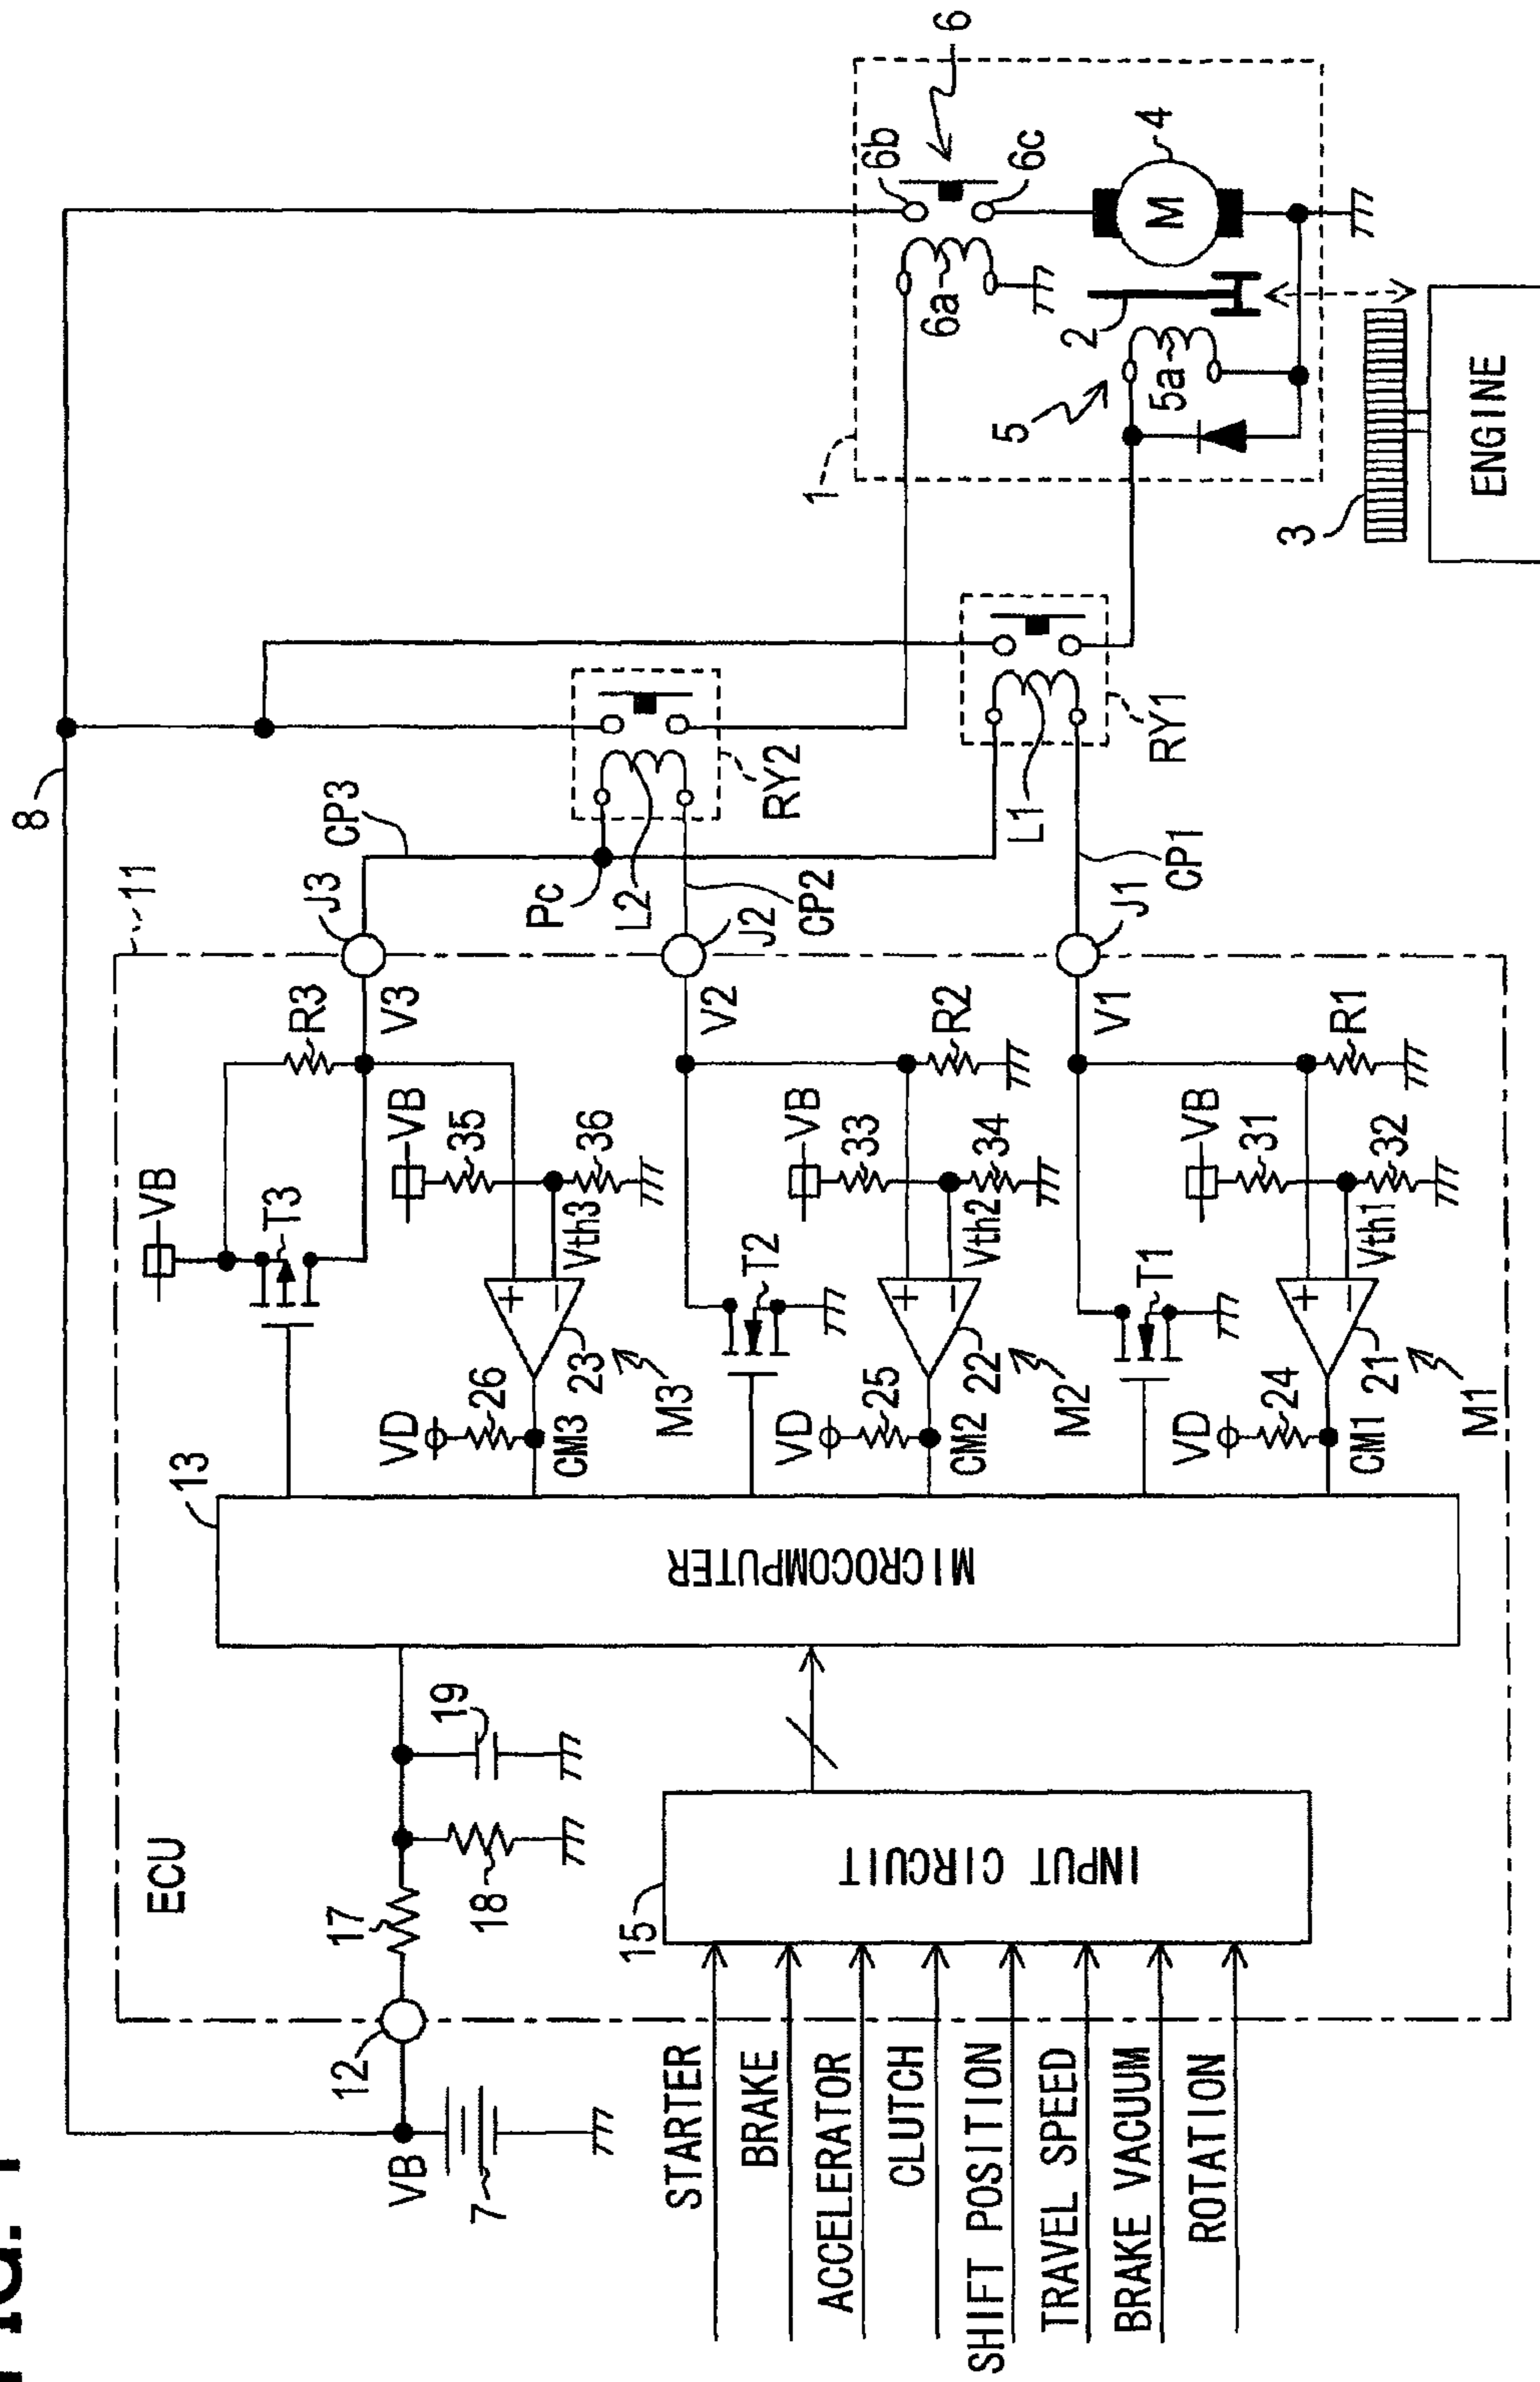 FIG. 1
8
11
ECU
VB
7
12
17
18
19
13
MICROCOMPUTER
15
INPUT CIRCUIT
STARTER
BRAKE
ACCELERATOR
CLUTCH
SHIFT POSITION
TRAVEL SPEED
BRAKE VACUUM
ROTATION
VB
T3
R3
V3
J3
CP3
VB
35
36
Vth3
+
−
23
M3
VD
26
CM3
T2
V2
J2
CP2
R2
VB
33
34
Vth2
+
−
22
M2
VD
25
CM2
T1
V1
J1
CP1
R1
VB
31
32
Vth1
+
−
21
M1
VD
24
CM1
Pc
L2
RY2
L1
RY1
1
6
6b
6c
6a
M
4
2
5
5a
3
ENGINE